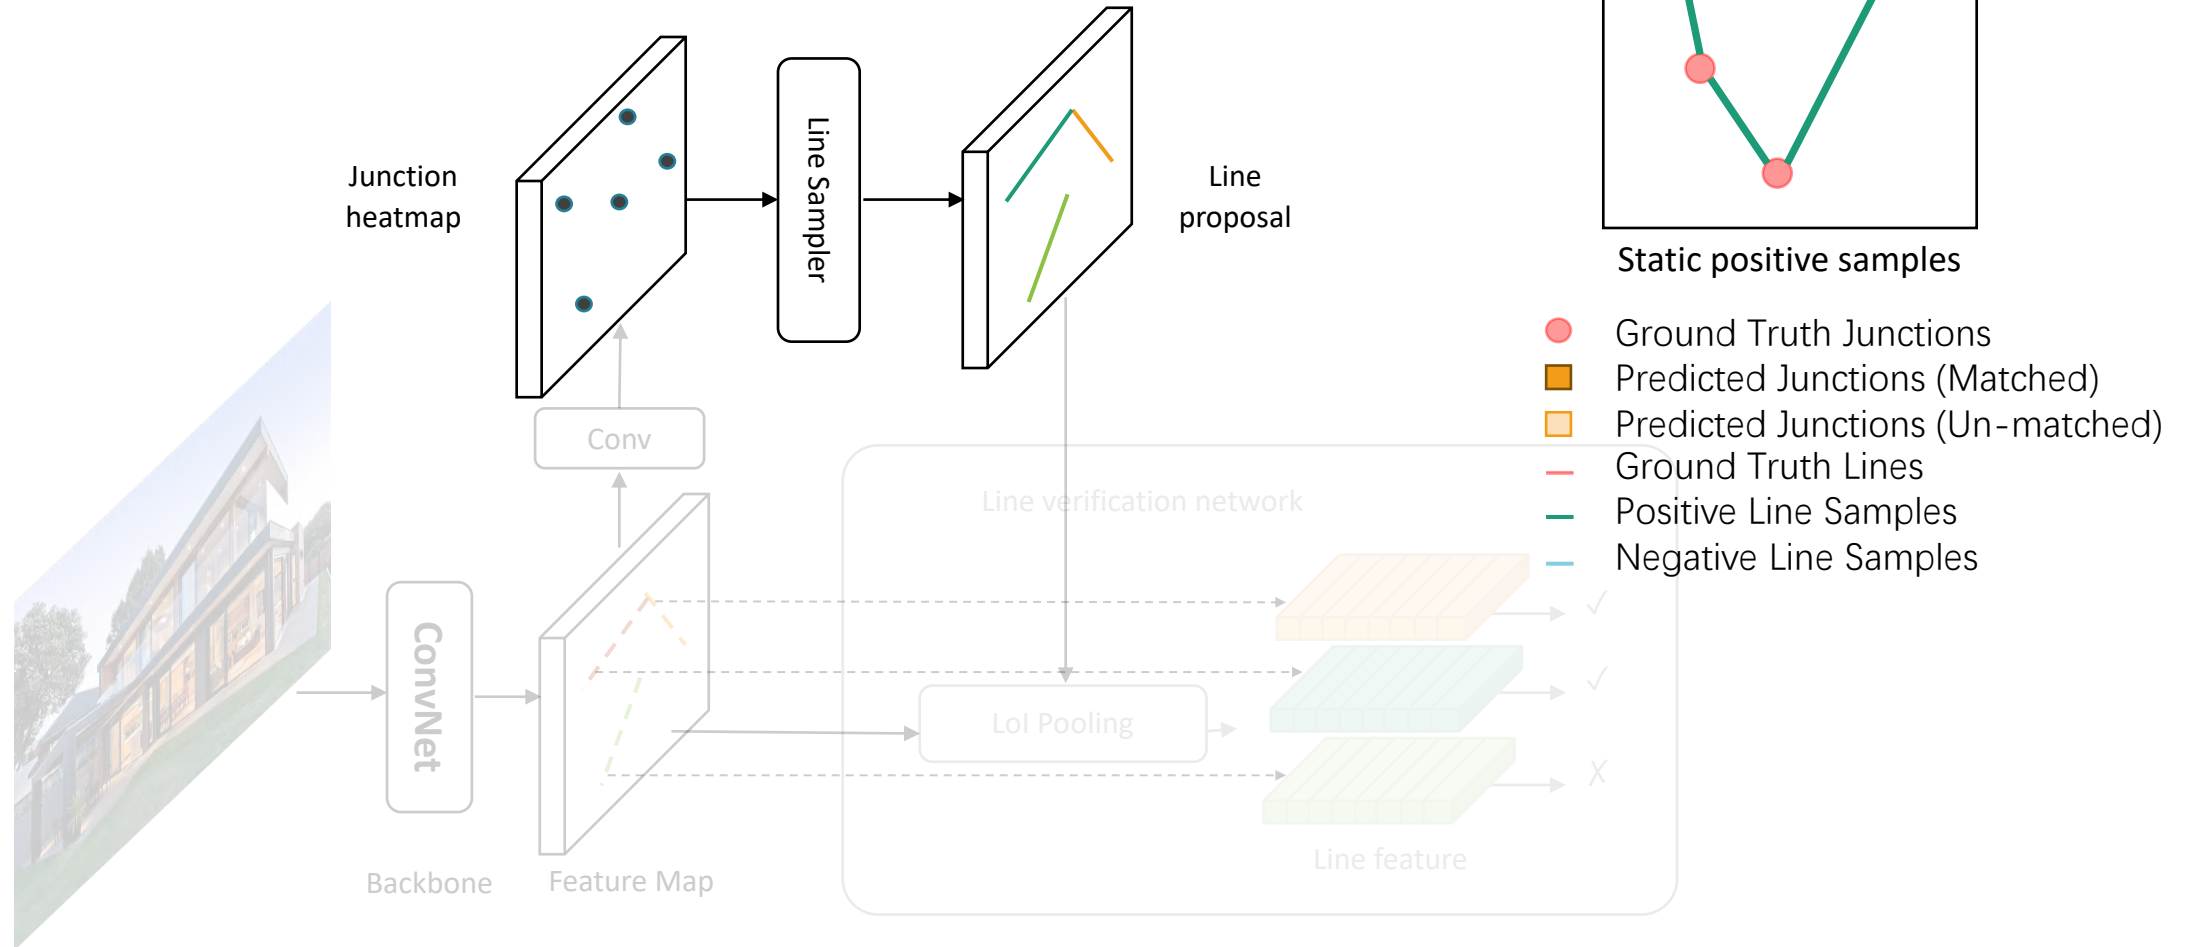 Junction
heatmap
Line Sampler
Line
proposal
Static positive samples
Ground Truth Junctions
Predicted Junctions (Matched)
Predicted Junctions (Un-matched)
Ground Truth Lines
Positive Line Samples
Negative Line Samples
Conv
Line verification network
ConvNet
LoI Pooling
Backbone
Feature Map
Line feature